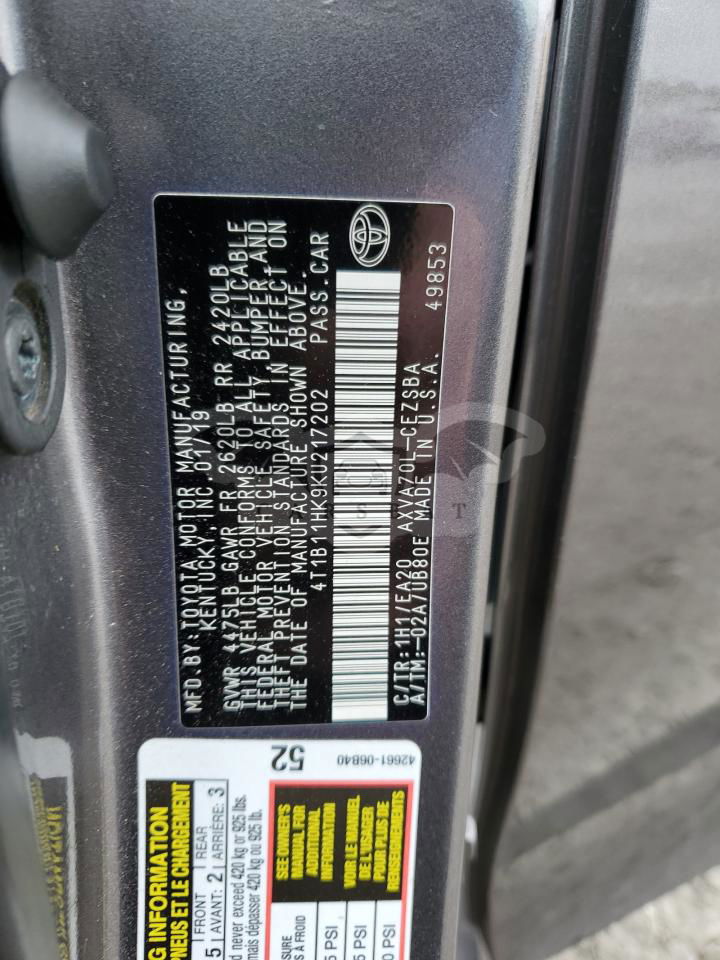 MFD.BY:TOYOTA MOTOR MANUFACTURING,
KENTUCKY, INC. 01/19
GVWR 4475LB GAWR FR 2620LB RR 2420LB
THIS VEHICLE CONFORMS TO ALL APPLICABLE
FEDERAL MOTOR VEHICLE SAFETY, BUMPER, AND
THEFT PREVENTION STANDARDS IN EFFECT ON
THE DATE OF MANUFACTURE SHOWN ABOVE.
4T1B11HK9KU217202 PASS.CAR
C/TR:1H1/EA20 AXVA70L-CEZSBA
A/TM:-02A/UB80E MADE IN U.S.A. 49853
52
42661-06B40
G INFORMATION
PNEUS ET LE CHARGEMENT
5 FRONT 2 REAR 3
AVANT: ARRIÈRE:
d never exceed 420 kg or 925 lbs.
mais dépasser 420 kg ou 925 lb.
SEE OWNER'S
MANUAL FOR
ADDITIONAL
INFORMATION
VOIR LE MANUEL
DE L'USAGER
POUR PLUS DE
RENSEIGNEMENTS
SSURE
S À FROID
5 PSI
5 PSI
0 PSI